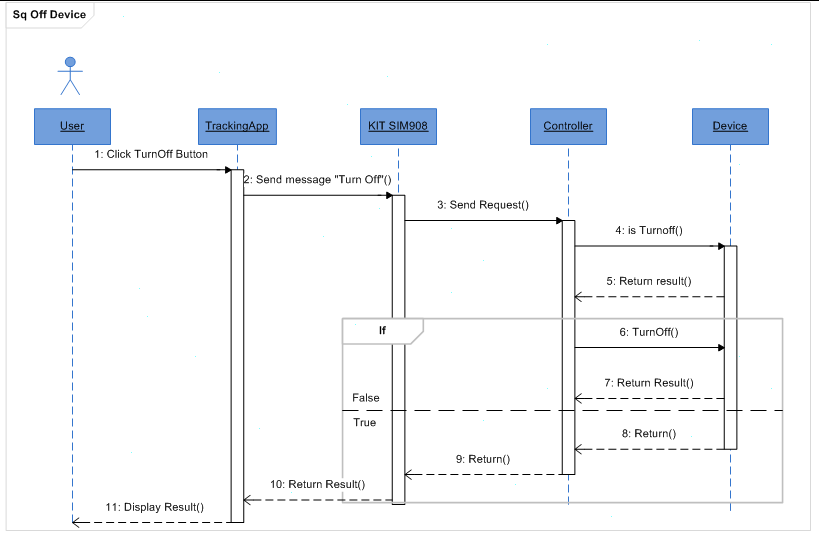 Sq Off Device
User
TrackingApp
KIT SIM908
Controller
Device
1: Click TurnOff Button
2: Send message "Turn Off"()
3: Send Request()
4: is Turnoff()
5: Return result()
If
6: TurnOff()
7: Return Result()
False
True
8: Return()
9: Return()
10: Return Result()
11: Display Result()